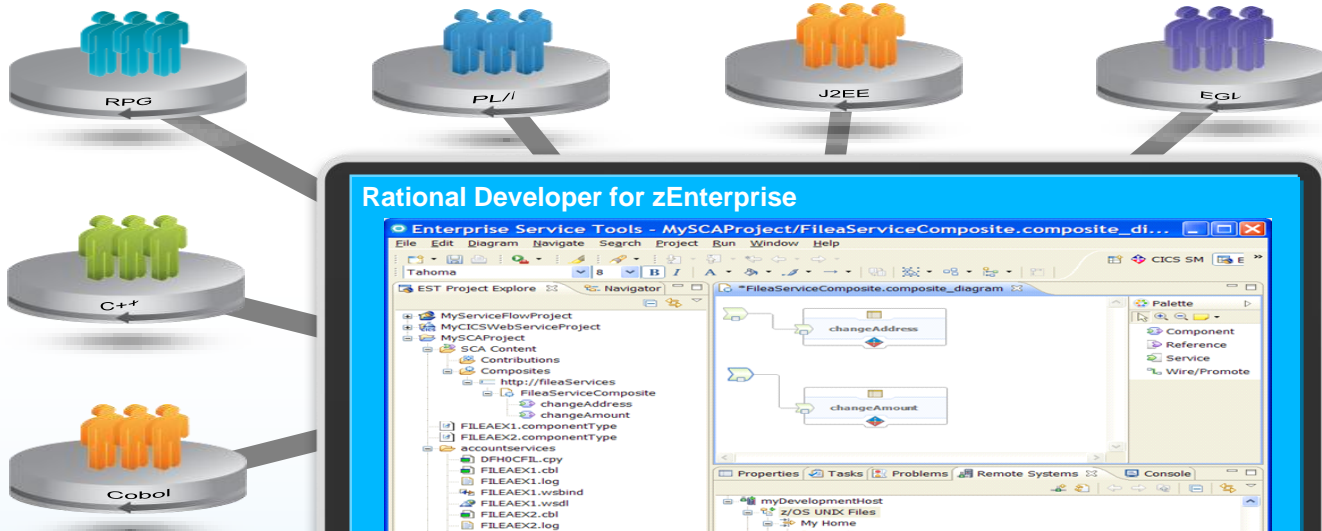 RPG
PL/I
J2EE
EGL
C++
Cobol
Rational Developer for zEnterprise
Enterprise Service Tools - MySCAProject/FileaServiceComposite.composite_di...
File Edit Diagram Navigate Search Project Run Window Help
Tahoma 8 B I A CICS SM E »
EST Project Explore Navigator
MyServiceFlowProject
MyCICSWebServiceProject
MySCAProject
SCA Content
Contributions
Composites
http://fileaServices
FileaServiceComposite
changeAddress
changeAmount
FILEAEX1.componentType
FILEAEX2.componentType
accountservices
DFH0CFIL.cpy
FILEAEX1.cbl
FILEAEX1.log
FILEAEX1.wsbind
FILEAEX1.wsdl
FILEAEX2.cbl
FILEAEX2.log
*FileaServiceComposite.composite_diagram
changeAddress
changeAmount
Palette
Component
Reference
Service
Wire/Promote
Properties Tasks Problems Remote Systems Console
myDevelopmentHost
z/OS UNIX Files
My Home